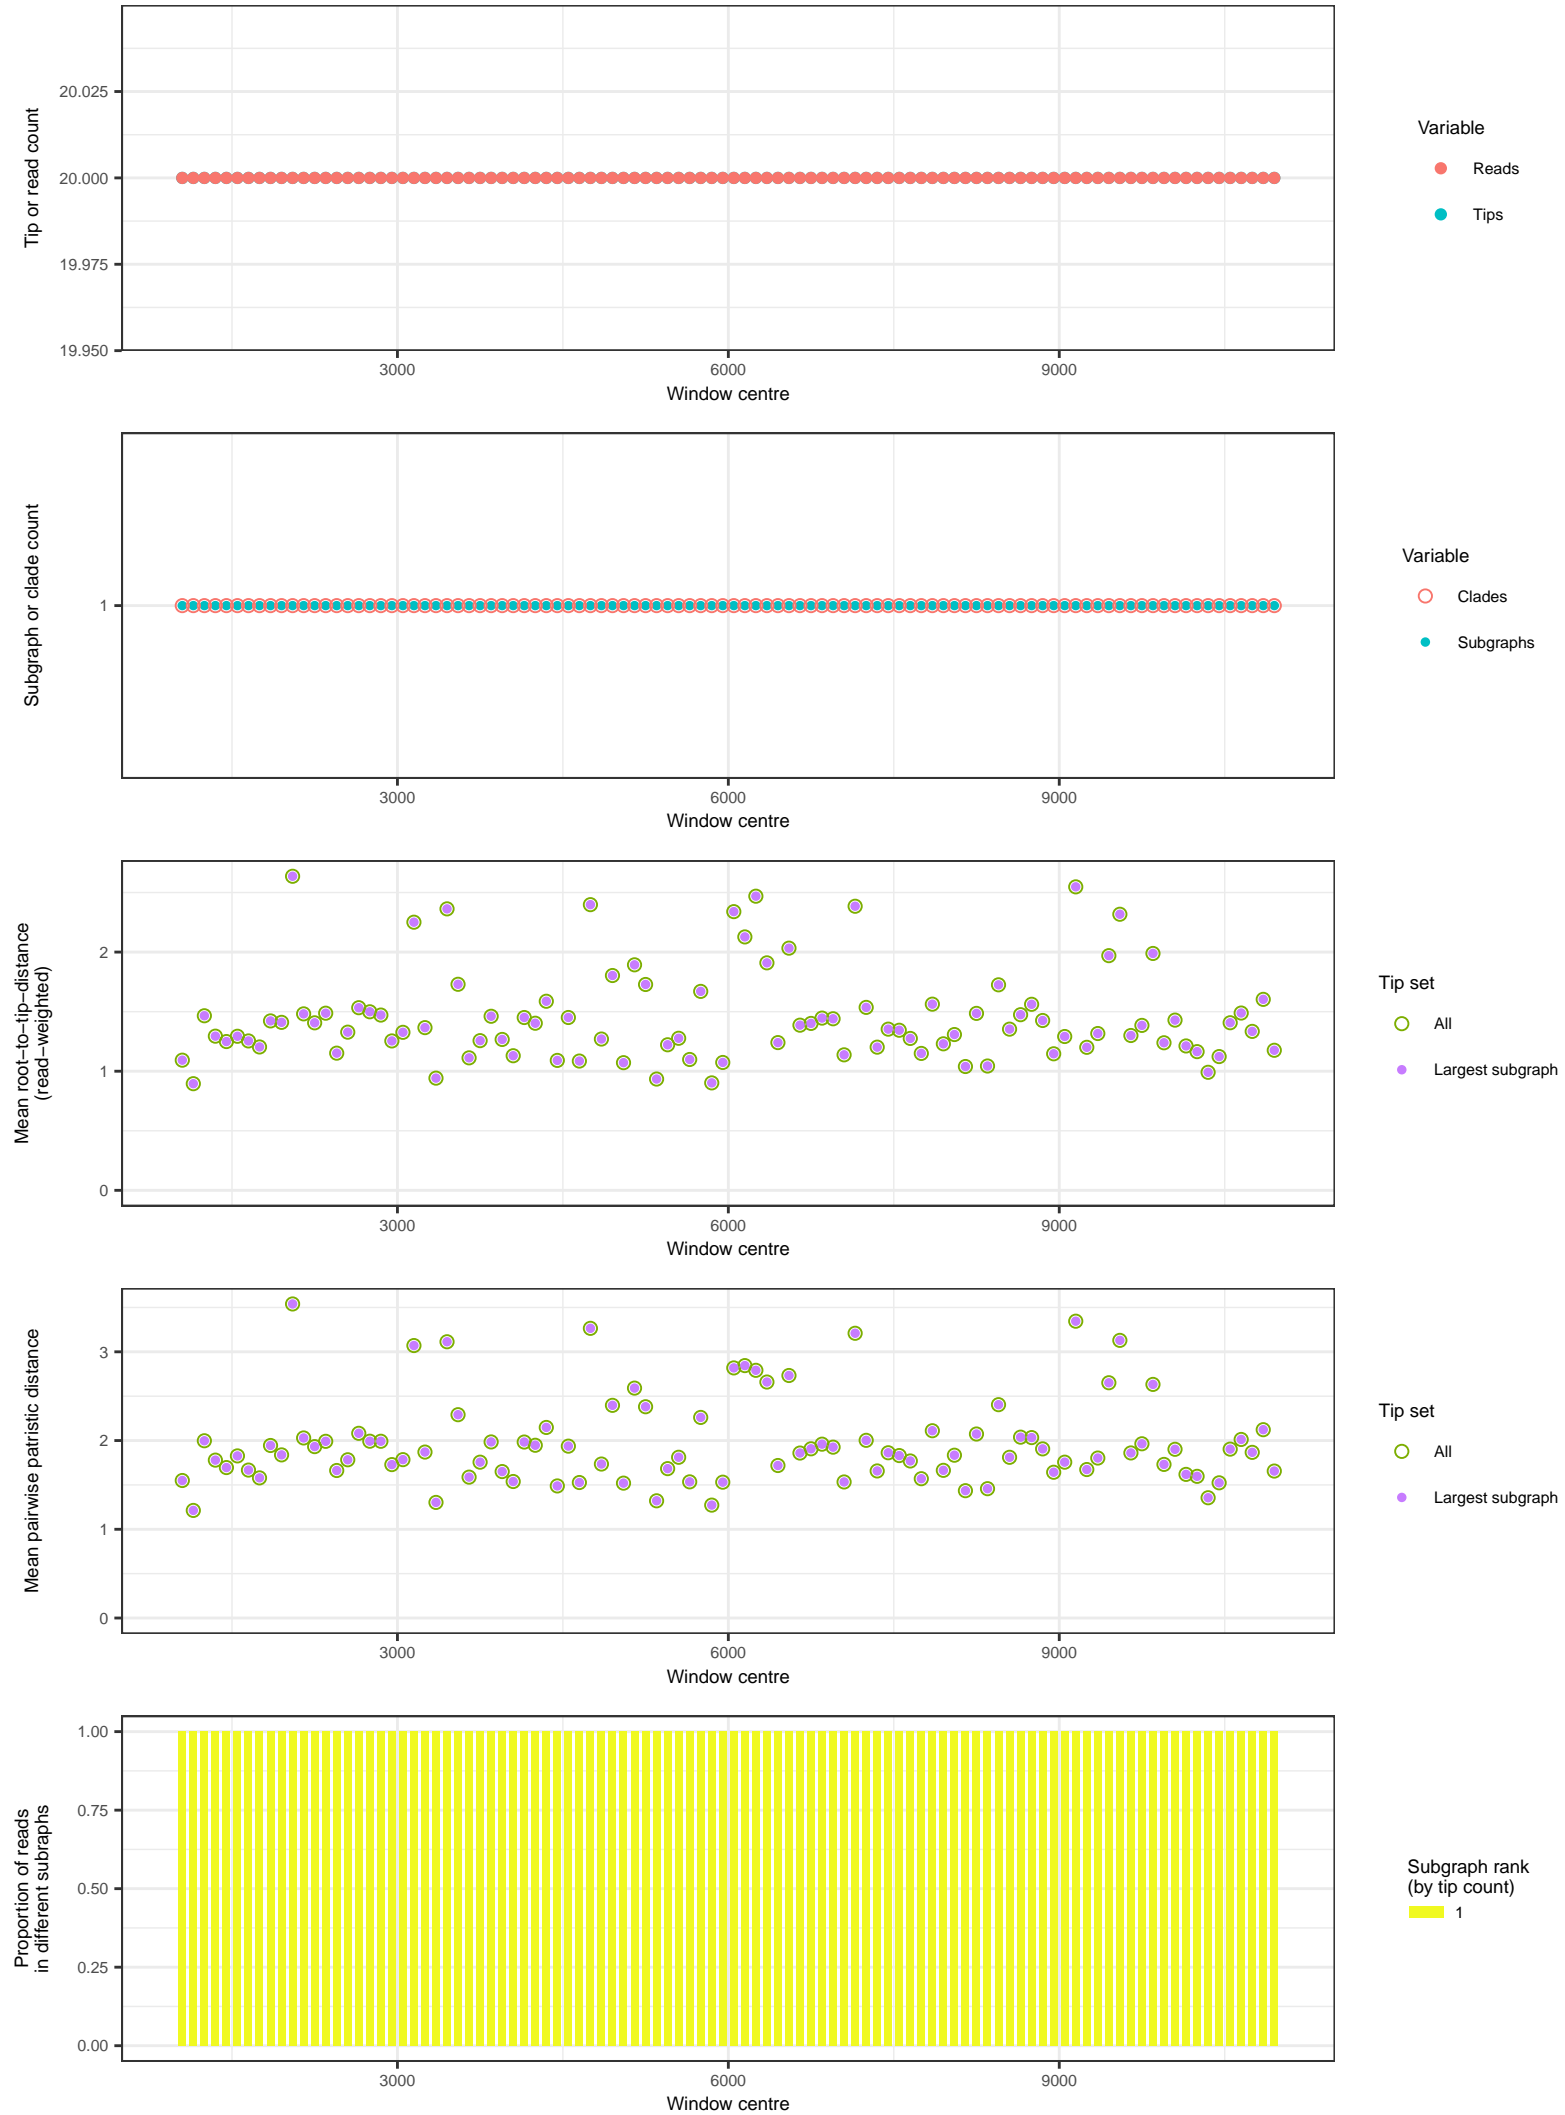 Tip or read count
20.025
20.000
19.975
19.950
3000
6000
9000
Window centre
Variable
Reads
Tips
Subgraph or clade count
1
3000
6000
9000
Window centre
Variable
Clades
Subgraphs
Mean root−to−tip−distance
(read−weighted)
2
1
0
3000
6000
9000
Window centre
Tip set
All
Largest subgraph
Mean pairwise patristic distance
3
2
1
0
3000
6000
9000
Window centre
Tip set
All
Largest subgraph
Proportion of reads
in different subraphs
1.00
0.75
0.50
0.25
0.00
3000
6000
9000
Window centre
Subgraph rank
(by tip count)
1